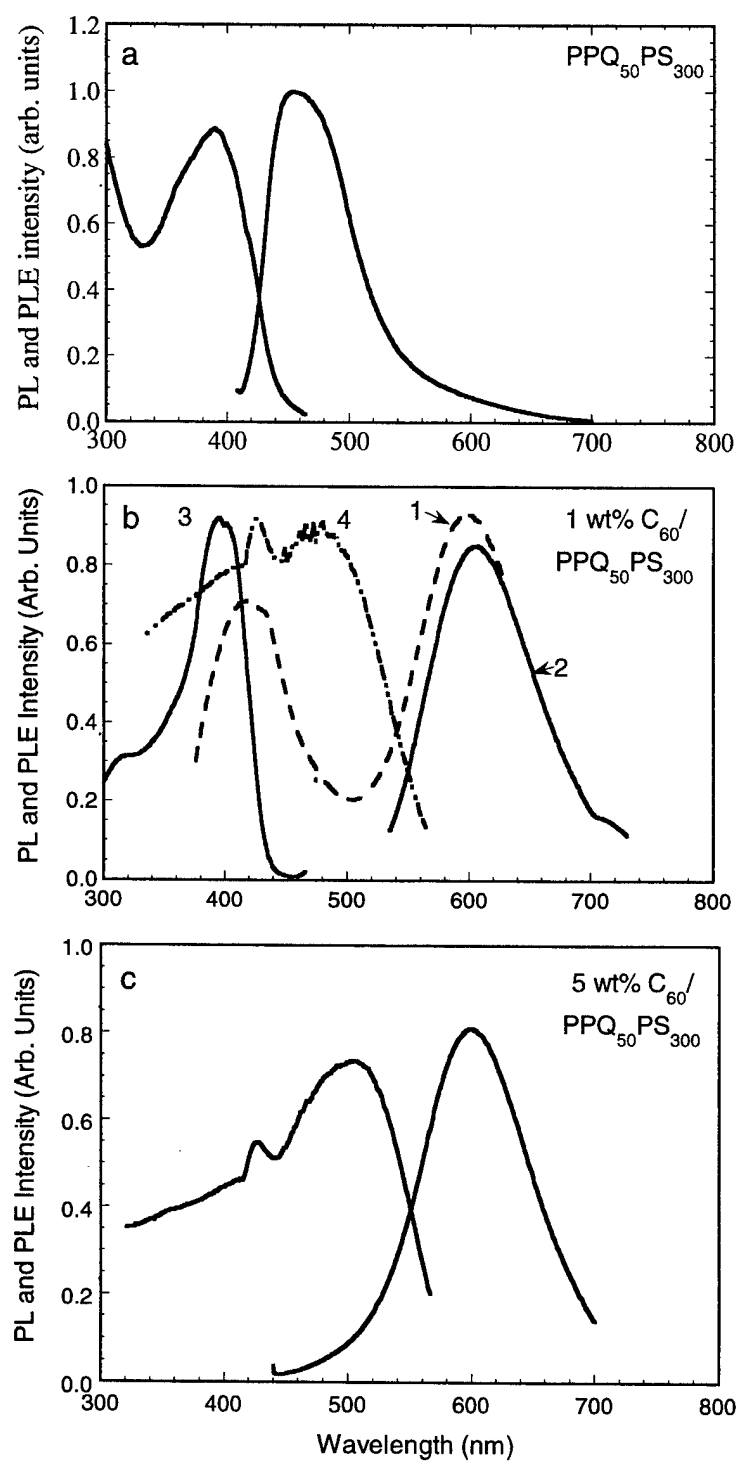 a
PPQ50PS300
PL and PLE intensity (arb. units)
1.2
1.0
0.8
0.6
0.4
0.2
0.0
300 400 500 600 700 800
b
3
4
1
2
1 wt% C60/
PPQ50PS300
PL and PLE Intensity (Arb. Units)
1.0
0.8
0.6
0.4
0.2
0.0
300 400 500 600 700 800
c
5 wt% C60/
PPQ50PS300
PL and PLE Intensity (Arb. Units)
1.0
0.8
0.6
0.4
0.2
0.0
300 400 500 600 700 800
Wavelength (nm)